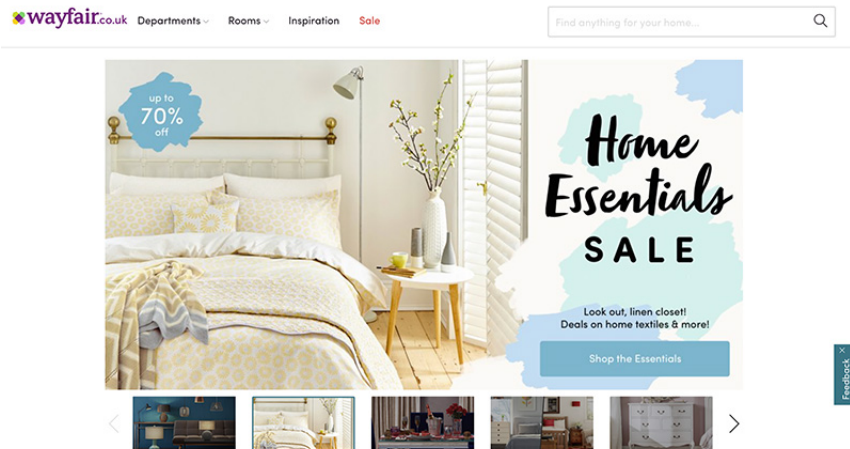 wayfair.co.uk
Departments
Rooms
Inspiration
Sale
Find anything for your home...
up to
70%
off
Home
Essentials
SALE
Look out, linen closet!
Deals on home textiles & more!
Shop the Essentials
Feedback